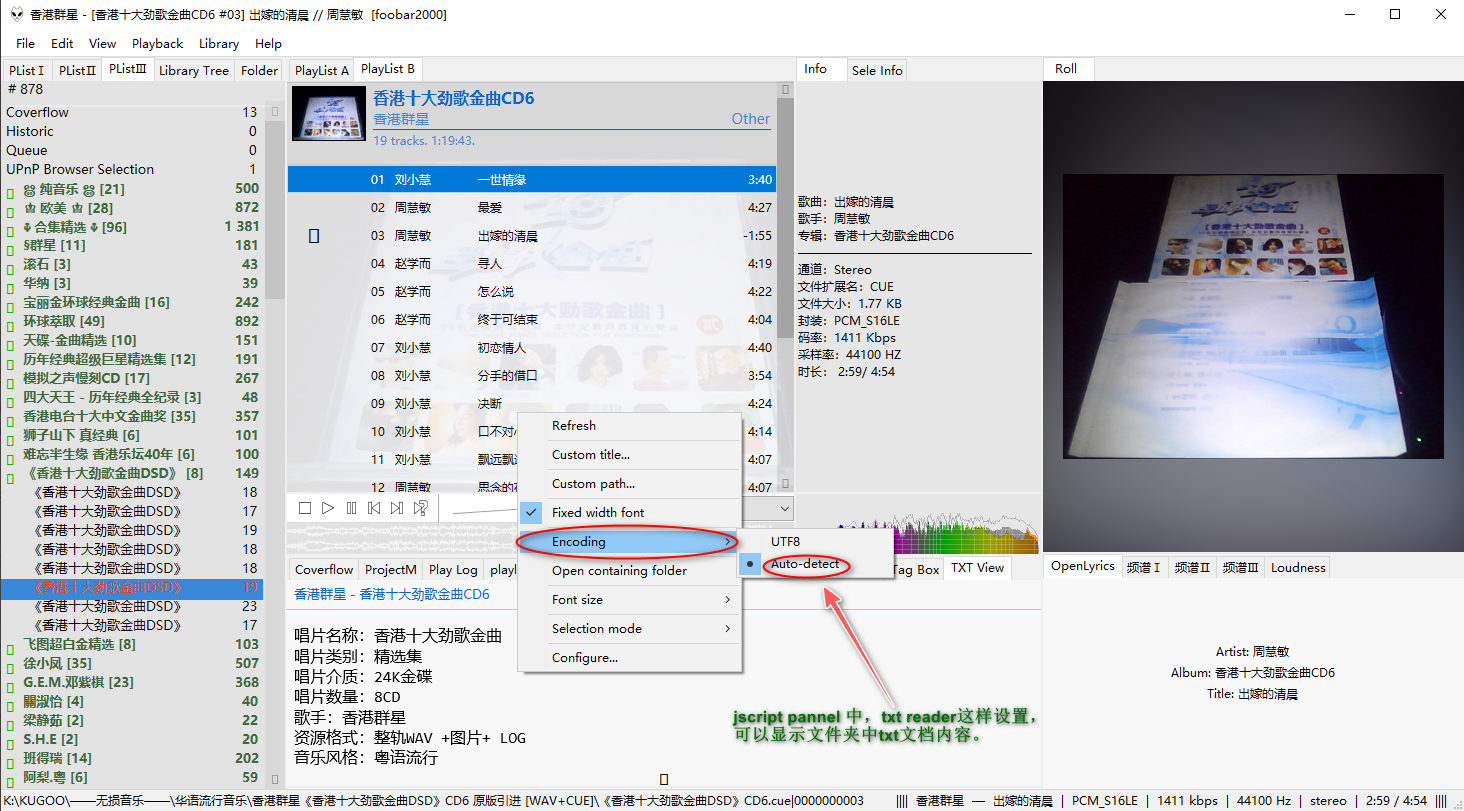 香港群星 - [香港十大劲歌金曲CD6 #03] 出嫁的清晨 // 周慧敏 [foobar2000]
File Edit View Playback Library Help
PListⅠ PListⅡ PListⅢ Library Tree Folder
# 878
Coverflow 13
Historic 0
Queue 0
UPnP Browser Selection 1
纯音乐 [21] 500
欧美 [28] 872
合集精选 [96] 1 381
§群星 [11] 181
滚石 [3] 43
华纳 [3] 39
宝丽金环球经典金曲 [16] 242
环球萃取 [49] 892
天碟-金曲精选 [10] 151
历年经典超级巨星精选集 [12] 191
模拟之声慢刻CD [17] 267
四大天王 - 历年经典全纪录 [3] 48
香港电台十大中文金曲奖 [35] 357
狮子山下 真经典 [6] 101
难忘半生缘 香港乐坛40年 [6] 100
《香港十大劲歌金曲DSD》 [8] 149
《香港十大劲歌金曲DSD》 18
《香港十大劲歌金曲DSD》 17
《香港十大劲歌金曲DSD》 19
《香港十大劲歌金曲DSD》 18
《香港十大劲歌金曲DSD》 18
《香港十大劲歌金曲DSD》 19
《香港十大劲歌金曲DSD》 23
《香港十大劲歌金曲DSD》 17
飞图超白金精选 [8] 103
徐小凤 [35] 507
G.E.M.邓紫棋 [23] 368
關淑怡 [4] 40
梁静茹 [2] 22
S.H.E [2] 20
班得瑞 [14] 202
阿梨.粤 [6] 59
PlayList A PlayList B
香港十大劲歌金曲CD6
香港群星 Other
19 tracks. 1:19:43.
01 刘小慧 一世情缘 3:40
02 周慧敏 最爱 4:27
03 周慧敏 出嫁的清晨 -1:55
04 赵学而 寻人 4:19
05 赵学而 怎么说 4:22
06 赵学而 终于可结束 4:04
07 刘小慧 初恋情人 4:40
08 刘小慧 分手的借口 3:54
09 刘小慧 决断 4:24
10 刘小慧 口不对 4:14
11 刘小慧 飘远飘 4:07
12 周慧敏 思念的 4:07
Refresh
Custom title...
Custom path...
Fixed width font
Encoding
Open containing folder
Font size
Selection mode
Configure...
UTF8
Auto-detect
Coverflow ProjectM Play Log playl Tag Box TXT View
香港群星 - 香港十大劲歌金曲CD6
唱片名称：香港十大劲歌金曲
唱片类别：精选集
唱片介质：24K金碟
唱片数量：8CD
歌手：香港群星
资源格式：整轨WAV +图片+ LOG
音乐风格：粤语流行
jscript pannel 中，txt reader这样设置，
可以显示文件夹中txt文档内容。
Info Sele Info
歌曲：出嫁的清晨
歌手：周慧敏
专辑：香港十大劲歌金曲CD6
通道：Stereo
文件扩展名：CUE
文件大小：1.77 KB
封装：PCM_S16LE
码率：1411 Kbps
采样率：44100 HZ
时长：2:59/ 4:54
Roll
[香港十大劲歌金曲]
OpenLyrics 频谱Ⅰ 频谱Ⅱ 频谱Ⅲ Loudness
Artist: 周慧敏
Album: 香港十大劲歌金曲CD6
Title: 出嫁的清晨
K:\KUGOO\——无损音乐——\华语流行音乐\香港群星《香港十大劲歌金曲DSD》CD6 原版引进 [WAV+CUE]\《香港十大劲歌金曲DSD》CD6.cue|0000000003
香港群星 — 出嫁的清晨 | PCM_S16LE | 1411 kbps | 44100 Hz | stereo | 2:59 / 4:54